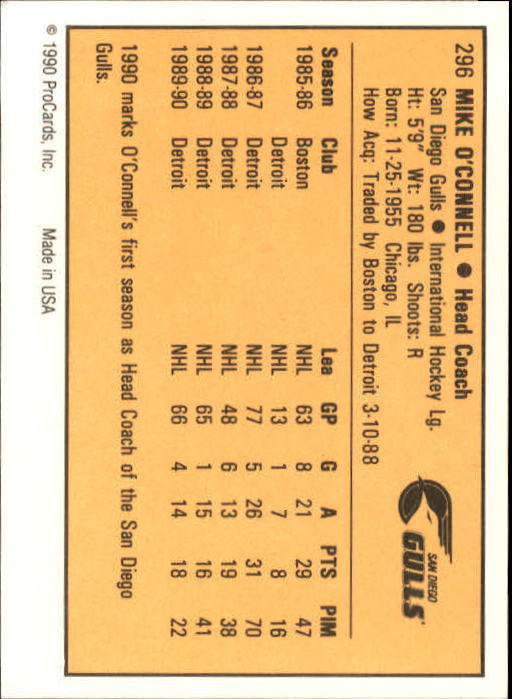 296 MIKE O'CONNELL ● Head Coach
San Diego Gulls ● International Hockey Lg.
Ht: 5'9" Wt: 180 lbs. Shoots: R
Born: 11-25-1955 Chicago, IL
How Acq: Traded by Boston to Detroit 3-10-88
SAN DIEGO
GULLS
Season Club Lea GP G A PTS PIM
1985-86 Boston NHL 63 8 21 29 47
Detroit NHL 13 1 7 8 16
1986-87 Detroit NHL 77 5 26 31 70
1987-88 Detroit NHL 48 6 13 19 38
1988-89 Detroit NHL 65 1 15 16 41
1989-90 Detroit NHL 66 4 14 18 22
1990 marks O'Connell's first season as Head Coach of the San Diego
Gulls.
© 1990 ProCards, Inc. Made in USA